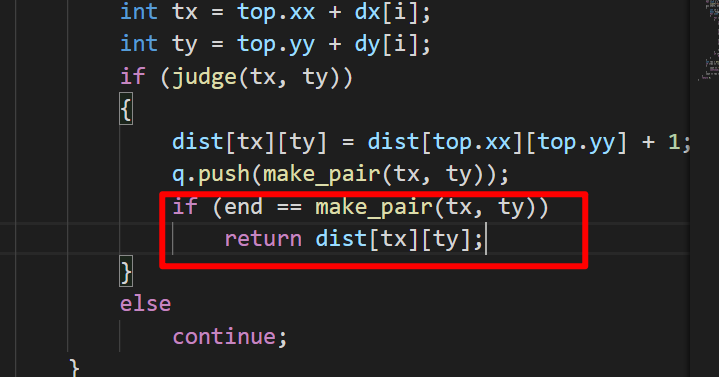 int tx = top.xx + dx[i];
int ty = top.yy + dy[i];
if (judge(tx, ty))
{
dist[tx][ty] = dist[top.xx][top.yy] + 1;
q.push(make_pair(tx, ty));
if (end == make_pair(tx, ty))
return dist[tx][ty];
}
else
continue;
}